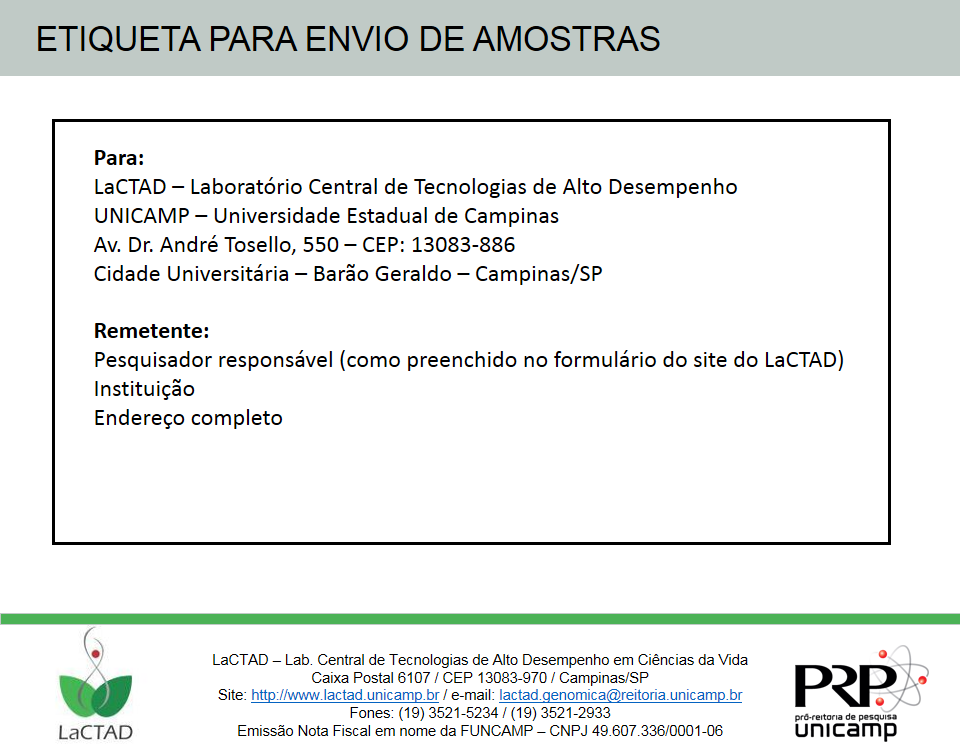 ETIQUETA PARA ENVIO DE AMOSTRAS
Para:
LaCTAD – Laboratório Central de Tecnologias de Alto Desempenho
UNICAMP – Universidade Estadual de Campinas
Av. Dr. André Tosello, 550 – CEP: 13083-886
Cidade Universitária – Barão Geraldo – Campinas/SP
Remetente:
Pesquisador responsável (como preenchido no formulário do site do LaCTAD)
Instituição
Endereço completo
LaCTAD
LaCTAD – Lab. Central de Tecnologias de Alto Desempenho em Ciências da Vida
Caixa Postal 6107 / CEP 13083-970 / Campinas/SP
Site: http://www.lactad.unicamp.br / e-mail: lactad.genomica@reitoria.unicamp.br
Fones: (19) 3521-5234 / (19) 3521-2933
Emissão Nota Fiscal em nome da FUNCAMP – CNPJ 49.607.336/0001-06
PRP
pró-reitoria de pesquisa
unicamp